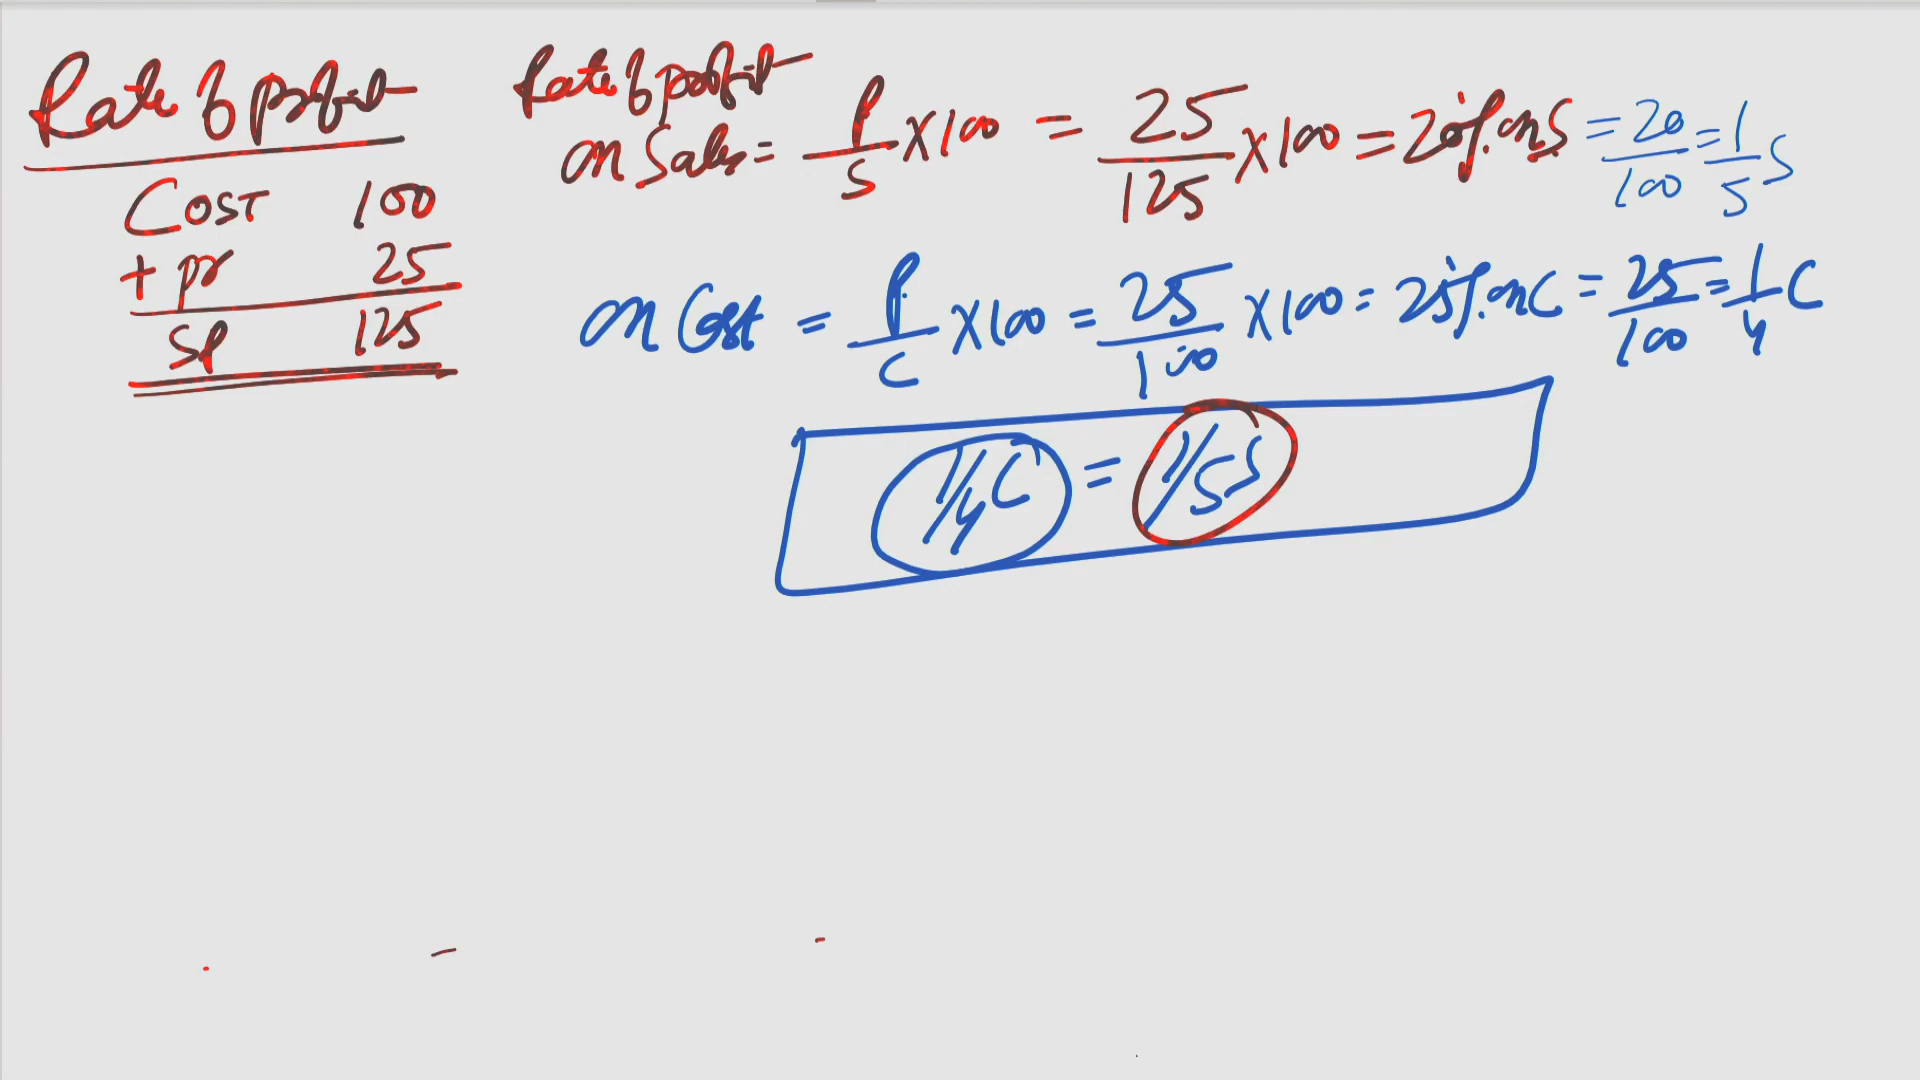 Rate of profit
Cost 100
+ pr 25
SP 125
Rate of profit
on Sales = P/S X 100 = 25/125 X 100 = 20% on S = 20/100 = 1/5 S
on Cost = P/C X 100 = 25/100 X 100 = 25% on C = 25/100 = 1/4 C
1/4 C = 1/5 S